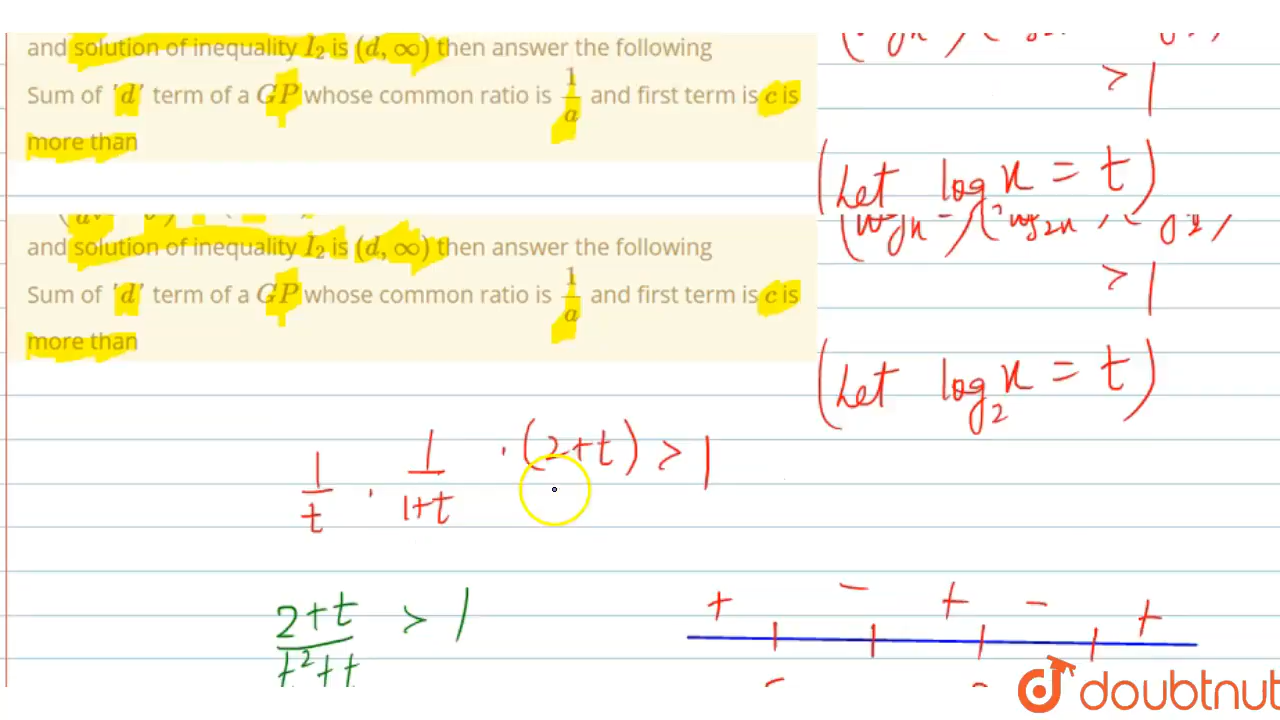 and solution of inequality I₂ is (d, ∞) then answer the following
Sum of 'd' term of a GP whose common ratio is 1/a and first term is c is
more than
> 1
(Let log x = t)
and solution of inequality I₂ is (d, ∞) then answer the following
Sum of 'd' term of a GP whose common ratio is 1/a and first term is c is
more than
> 1
(Let log₂ x = t)
1/t · 1/(1+t) · (2+t) > 1
(2+t)/(t²+t) > 1
+ − + − +
doubtnut